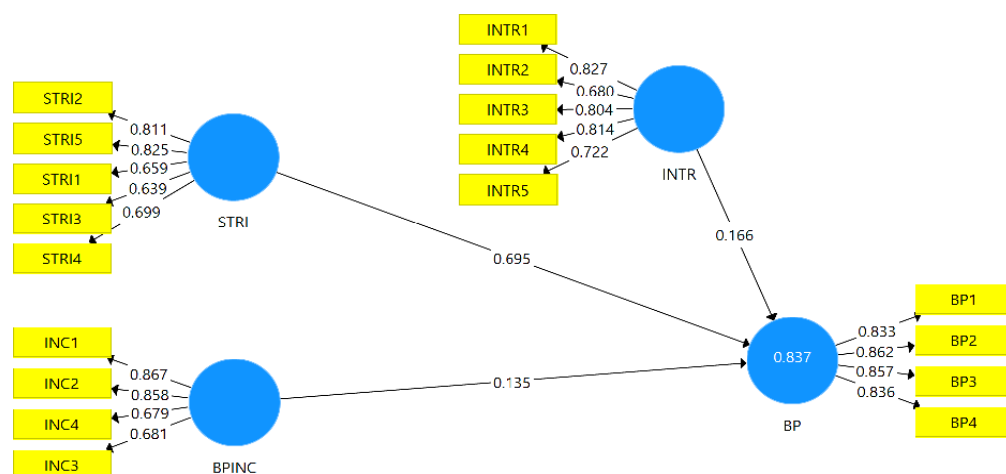 INTR1
INTR2
INTR3
INTR4
INTR5
0.827
0.680
0.804
0.814
0.722
INTR
STRI2
STRI5
STRI1
STRI3
STRI4
0.811
0.825
0.659
0.639
0.699
STRI
0.695
0.166
INC1
INC2
INC4
INC3
0.867
0.858
0.679
0.681
BPINC
0.135
0.837
BP
0.833
0.862
0.857
0.836
BP1
BP2
BP3
BP4